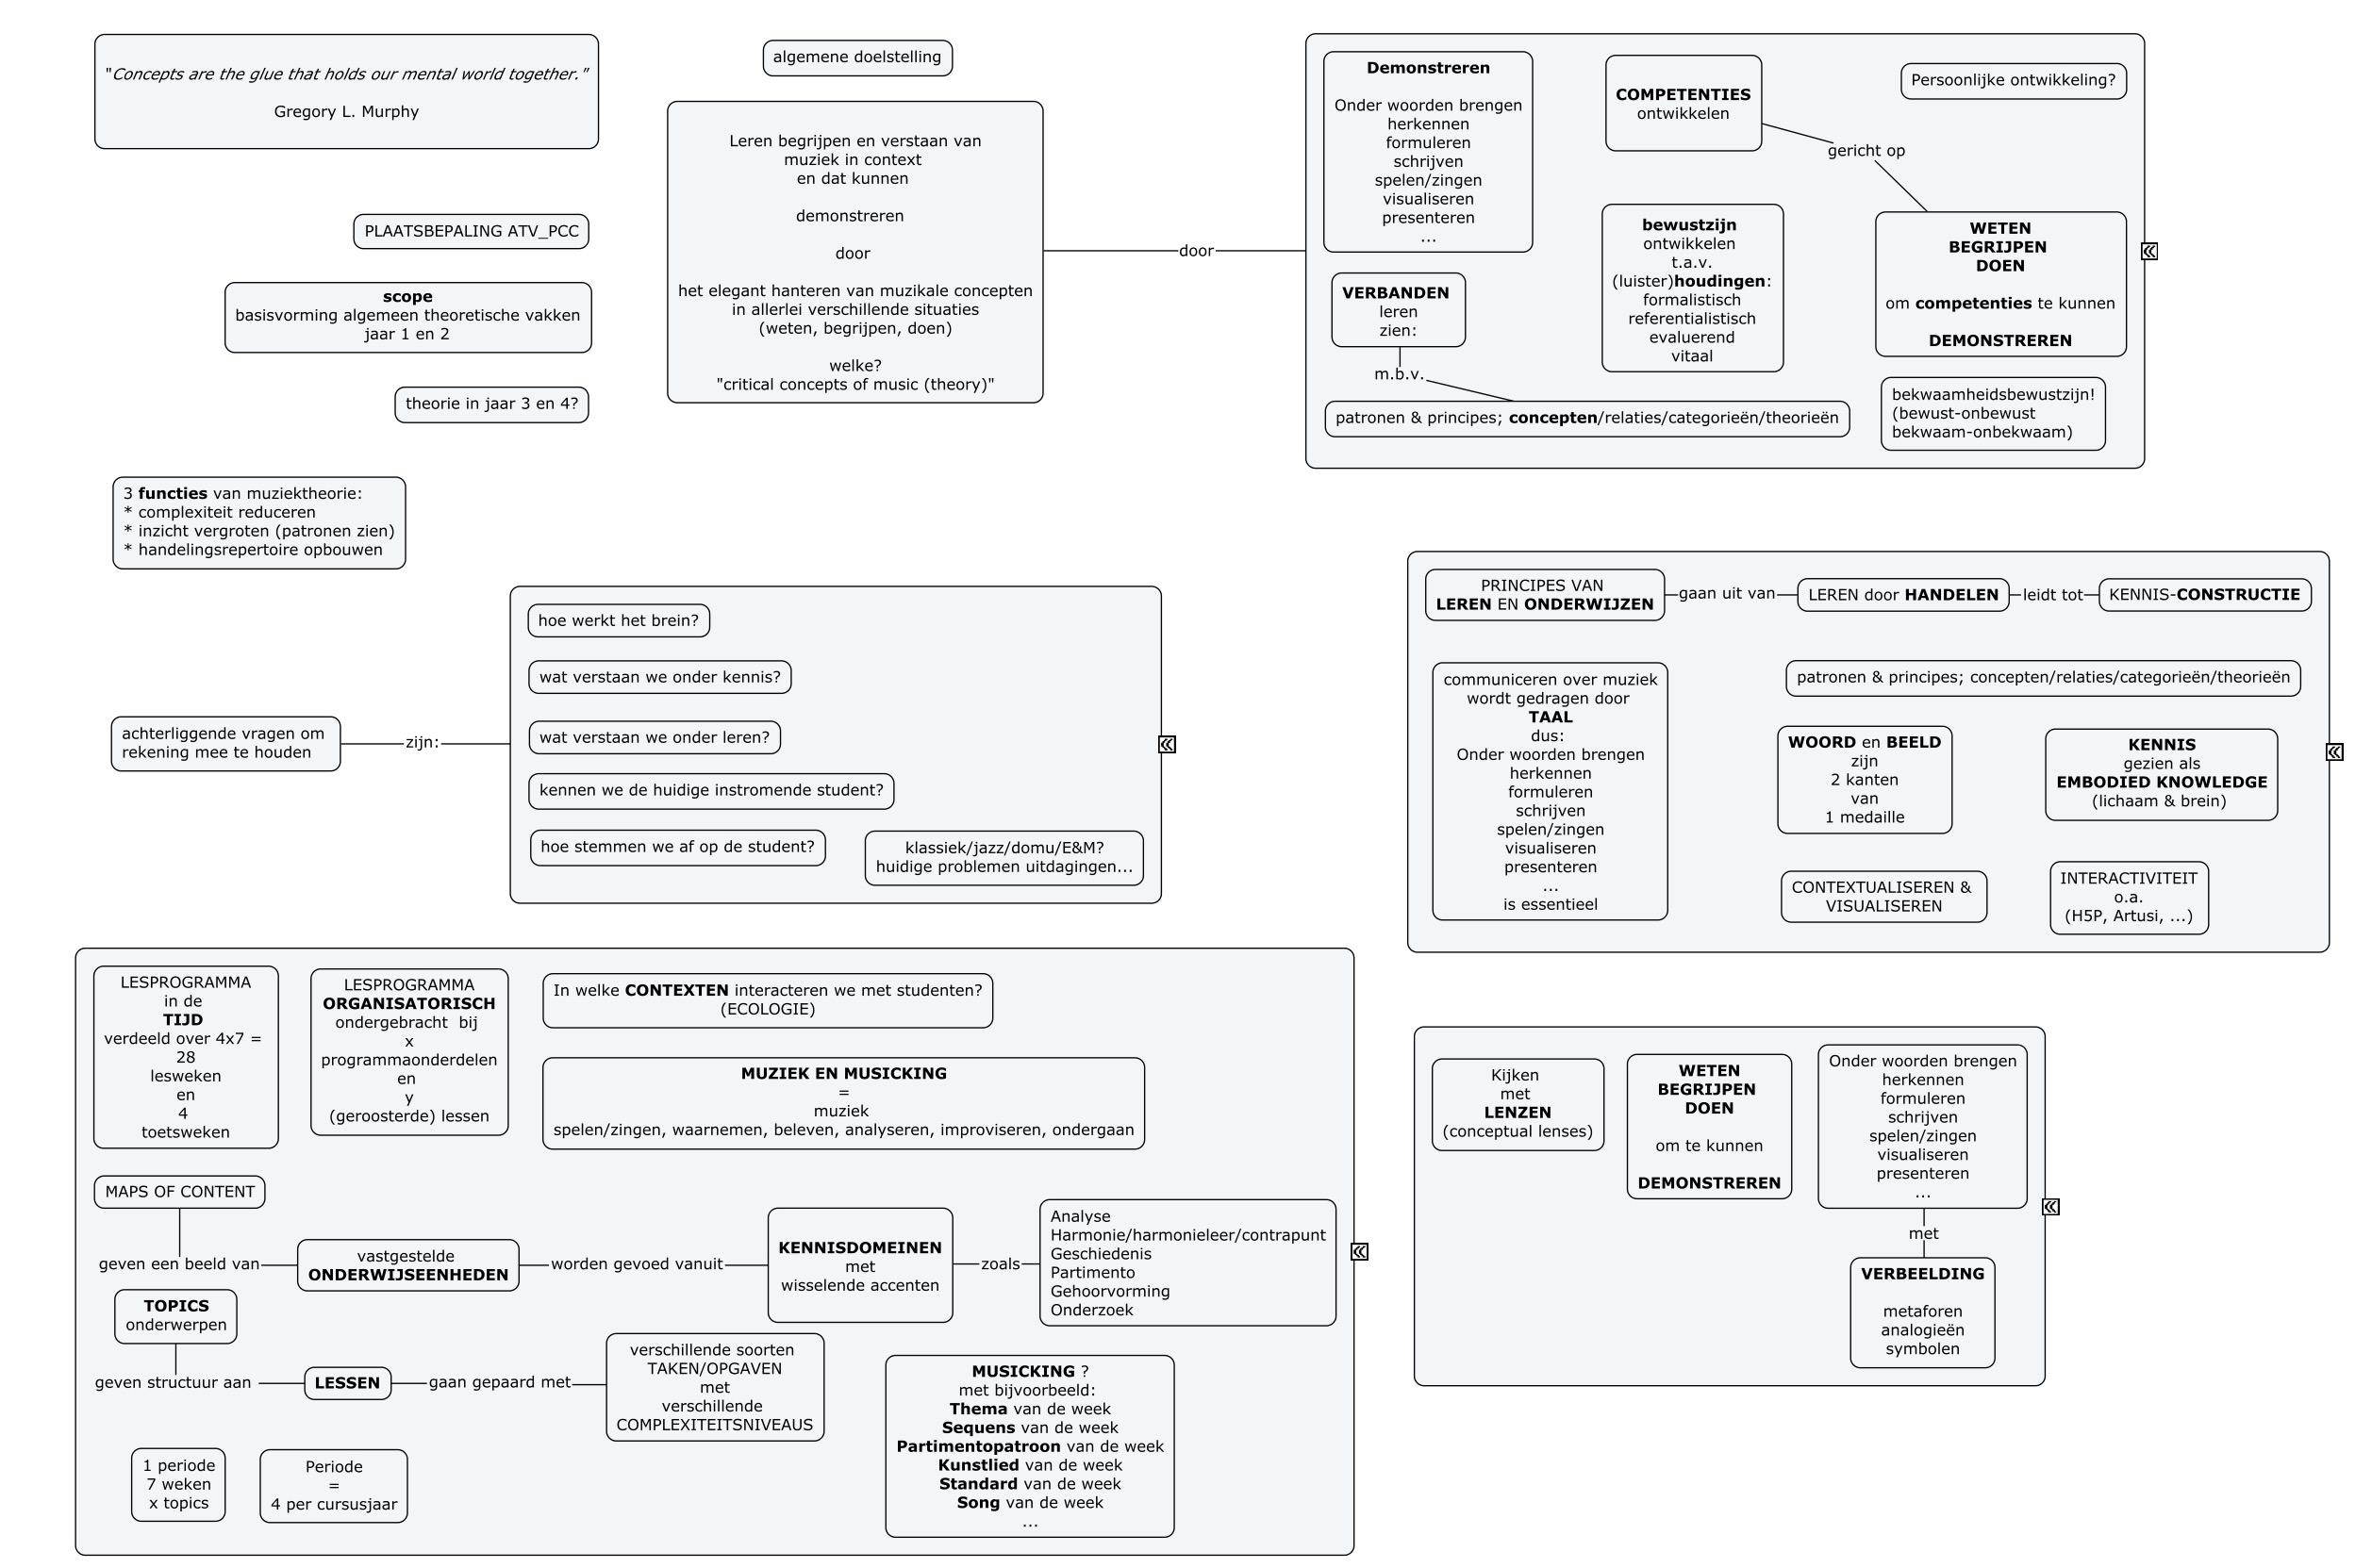 "Concepts are the glue that holds our mental world together."
Gregory L. Murphy
algemene doelstelling
Leren begrijpen en verstaan van
muziek in context
en dat kunnen
demonstreren
door
het elegant hanteren van muzikale concepten
in allerlei verschillende situaties
(weten, begrijpen, doen)
welke?
"critical concepts of music (theory)"
door
Demonstreren
Onder woorden brengen
herkennen
formuleren
schrijven
spelen/zingen
visualiseren
presenteren
...
COMPETENTIES
ontwikkelen
Persoonlijke ontwikkeling?
gericht op
bewustzijn
ontwikkelen
t.a.v.
(luister)houdingen:
formalistisch
referentialistisch
evaluerend
vitaal
WETEN
BEGRIJPEN
DOEN
om competenties te kunnen
DEMONSTREREN
VERBANDEN
leren
zien:
m.b.v.
patronen & principes; concepten/relaties/categorieën/theorieën
bekwaamheidsbewustzijn!
(bewust-onbewust
bekwaam-onbekwaam)
PLAATSBEPALING ATV_PCC
scope
basisvorming algemeen theoretische vakken
jaar 1 en 2
theorie in jaar 3 en 4?
3 functies van muziektheorie:
* complexiteit reduceren
* inzicht vergroten (patronen zien)
* handelingsrepertoire opbouwen
achterliggende vragen om
rekening mee te houden
zijn:
hoe werkt het brein?
wat verstaan we onder kennis?
wat verstaan we onder leren?
kennen we de huidige instromende student?
hoe stemmen we af op de student?
klassiek/jazz/domu/E&M?
huidige problemen uitdagingen...
PRINCIPES VAN
LEREN EN ONDERWIJZEN
gaan uit van
LEREN door HANDELEN
leidt tot
KENNIS-CONSTRUCTIE
communiceren over muziek
wordt gedragen door
TAAL
dus:
Onder woorden brengen
herkennen
formuleren
schrijven
spelen/zingen
visualiseren
presenteren
...
is essentieel
patronen & principes; concepten/relaties/categorieën/theorieën
WOORD en BEELD
zijn
2 kanten
van
1 medaille
KENNIS
gezien als
EMBODIED KNOWLEDGE
(lichaam & brein)
CONTEXTUALISEREN &
VISUALISEREN
INTERACTIVITEIT
o.a.
(H5P, Artusi, ...)
LESPROGRAMMA
in de
TIJD
verdeeld over 4x7 =
28
lesweken
en
4
toetsweken
LESPROGRAMMA
ORGANISATORISCH
ondergebracht  bij
x
programmaonderdelen
en
y
(geroosterde) lessen
In welke CONTEXTEN interacteren we met studenten?
(ECOLOGIE)
MUZIEK EN MUSICKING
=
muziek
spelen/zingen, waarnemen, beleven, analyseren, improviseren, ondergaan
MAPS OF CONTENT
geven een beeld van
vastgestelde
ONDERWIJSEENHEDEN
worden gevoed vanuit
KENNISDOMEINEN
met
wisselende accenten
zoals
Analyse
Harmonie/harmonieleer/contrapunt
Geschiedenis
Partimento
Gehoorvorming
Onderzoek
TOPICS
onderwerpen
geven structuur aan
LESSEN
gaan gepaard met
verschillende soorten
TAKEN/OPGAVEN
met
verschillende
COMPLEXITEITSNIVEAUS
MUSICKING ?
met bijvoorbeeld:
Thema van de week
Sequens van de week
Partimentopatroon van de week
Kunstlied van de week
Standard van de week
Song van de week
...
1 periode
7 weken
x topics
Periode
=
4 per cursusjaar
Kijken
met
LENZEN
(conceptual lenses)
WETEN
BEGRIJPEN
DOEN
om te kunnen
DEMONSTREREN
Onder woorden brengen
herkennen
formuleren
schrijven
spelen/zingen
visualiseren
presenteren
...
met
VERBEELDING
metaforen
analogieën
symbolen